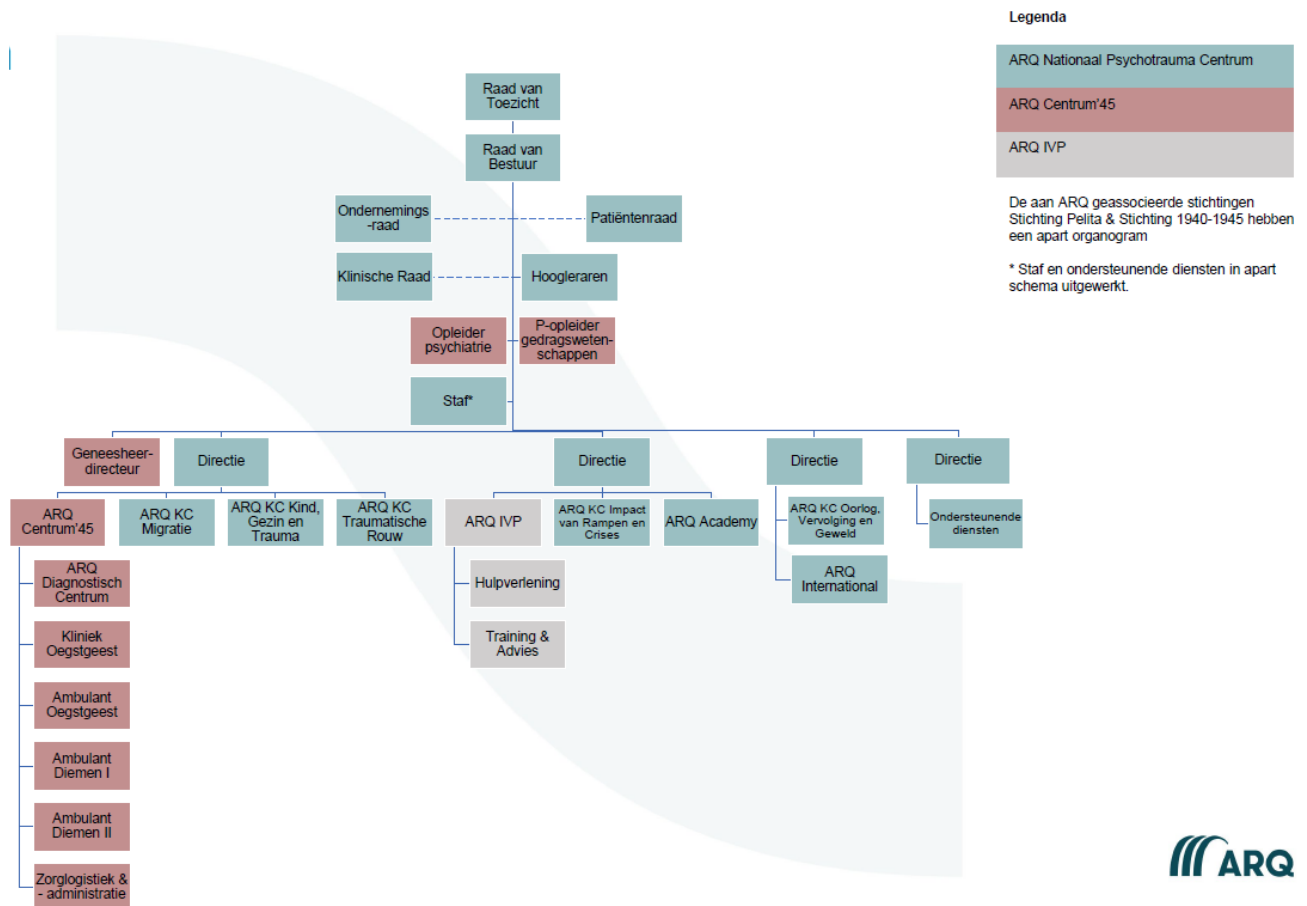 Legenda
ARQ Nationaal Psychotrauma Centrum
ARQ Centrum'45
ARQ IVP
De aan ARQ geassocieerde stichtingen
Stichting Pelita & Stichting 1940-1945 hebben
een apart organogram
* Staf en ondersteunende diensten in apart
schema uitgewerkt.
Raad van
Toezicht
Raad van
Bestuur
Ondernemings
-raad
Patiëntenraad
Klinische Raad
Hoogleraren
Opleider
psychiatrie
P-opleider
gedragsweten-
schappen
Staf*
Geneesheer-
directeur
Directie
Directie
Directie
Directie
ARQ
Centrum'45
ARQ KC
Migratie
ARQ KC Kind,
Gezin en
Trauma
ARQ KC
Traumatische
Rouw
ARQ IVP
ARQ KC Impact
van Rampen en
Crises
ARQ Academy
ARQ KC Oorlog,
Vervolging en
Geweld
Ondersteunende
diensten
ARQ
Diagnostisch
Centrum
Kliniek
Oegstgeest
Ambulant
Oegstgeest
Ambulant
Diemen I
Ambulant
Diemen II
Zorglogistiek &
- administratie
Hulpverlening
Training &
Advies
ARQ
International
ARQ